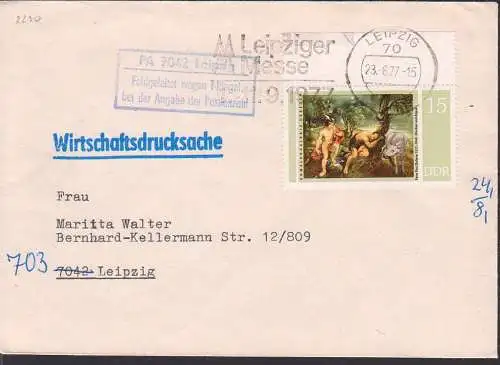 2230
Leipziger
Messe
.9.1977
LEIPZIG
70
23.-8.77-15
PA 7042 Leipzig
Fehlgeleitet wegen Mängel
bei der Angabe der Postleitzahl
15
DDR
Wirtschaftsdrucksache
Frau
Maritta Walter
Bernhard-Kellermann Str. 12/809
703
7042 Leipzig
24/
8/